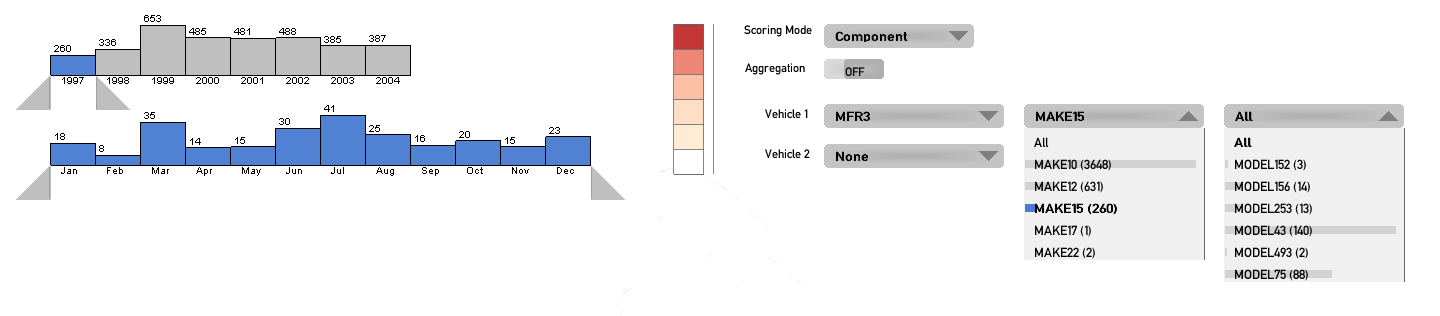 653
485 481 488
385 387
336
260
1997 1998 1999 2000 2001 2002 2003 2004
41
35
30
25
23
20
18
16
15
15
14
8
Jan Feb Mar Apr May Jun Jul Aug Sep Oct Nov Dec
Scoring Mode Component
Aggregation OFF
Vehicle 1 MFR3
Vehicle 2 None
MAKE15
All
MAKE10 (3648)
MAKE12 (631)
MAKE15 (260)
MAKE17 (1)
MAKE22 (2)
All
All
MODEL152 (3)
MODEL156 (14)
MODEL253 (13)
MODEL43 (140)
MODEL493 (2)
MODEL75 (88)